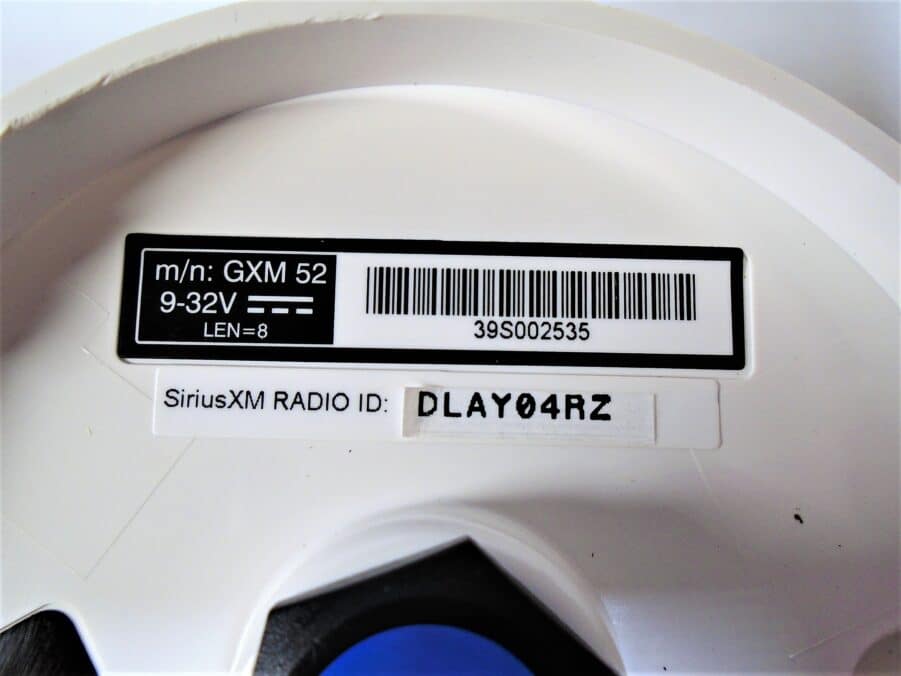 m/n: GXM 52
9-32V
LEN=8
39S002535
SiriusXM RADIO ID: DLAY04RZ